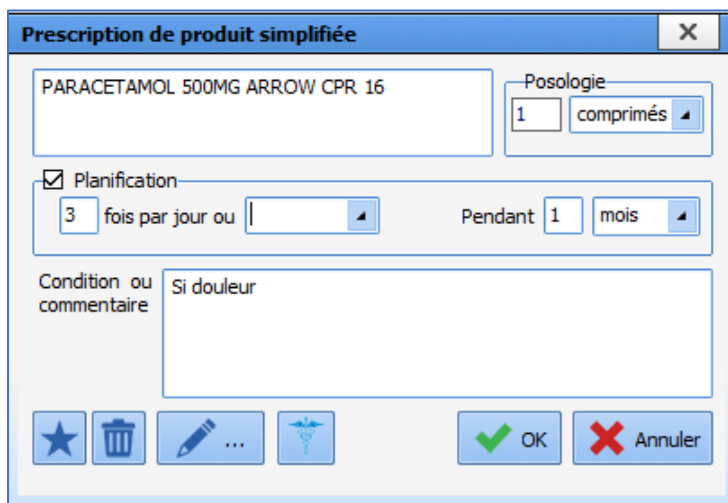 Prescription de produit simplifiée
PARACETAMOL 500MG ARROW CPR 16
Posologie
1 comprimés
Planification
3 fois par jour ou
Pendant 1 mois
Condition ou
commentaire
Si douleur
...
OK
Annuler